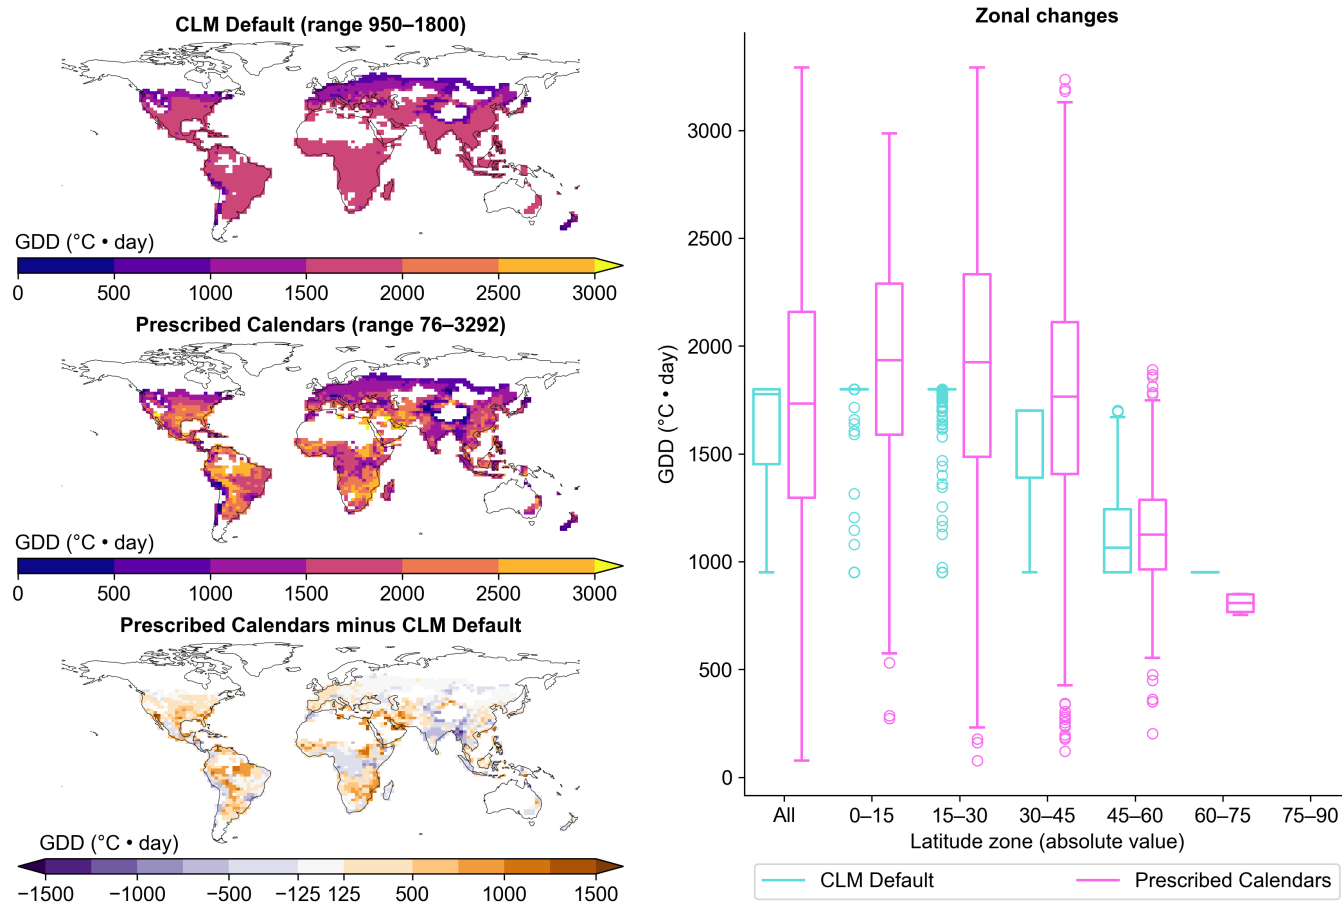 CLM Default (range 950–1800)
GDD (°C • day)
0 500 1000 1500 2000 2500 3000
Prescribed Calendars (range 76–3292)
GDD (°C • day)
0 500 1000 1500 2000 2500 3000
Prescribed Calendars minus CLM Default
GDD (°C • day)
−1500 −1000 −500 −125 125 500 1000 1500
Zonal changes
GDD (°C • day)
3000
2500
2000
1500
1000
500
0
All 0–15 15–30 30–45 45–60 60–75 75–90
Latitude zone (absolute value)
CLM Default Prescribed Calendars